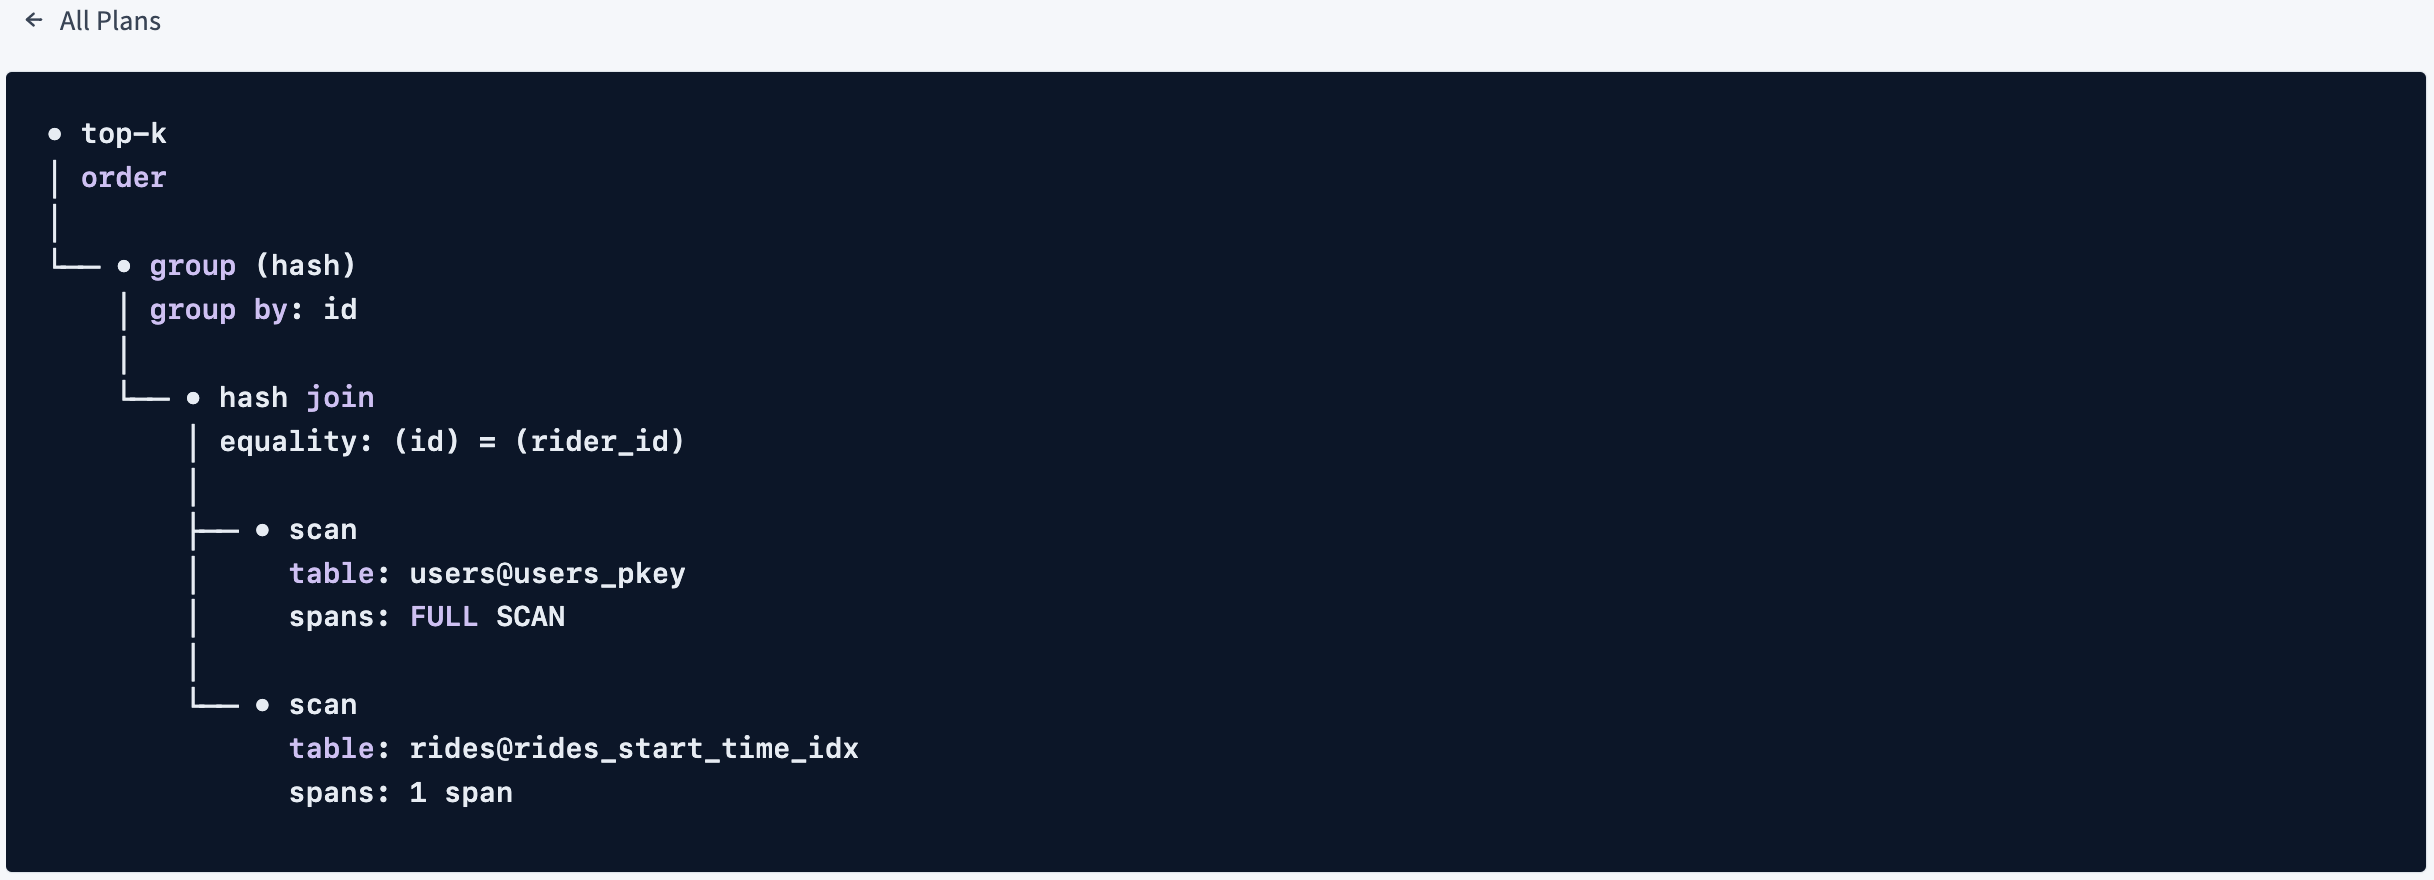 ← All Plans
• top-k
│ order
│
└── • group (hash)
    │ group by: id
    │
    └── • hash join
        │ equality: (id) = (rider_id)
        │
        ├── • scan
        │     table: users@users_pkey
        │     spans: FULL SCAN
        │
        └── • scan
              table: rides@rides_start_time_idx
              spans: 1 span